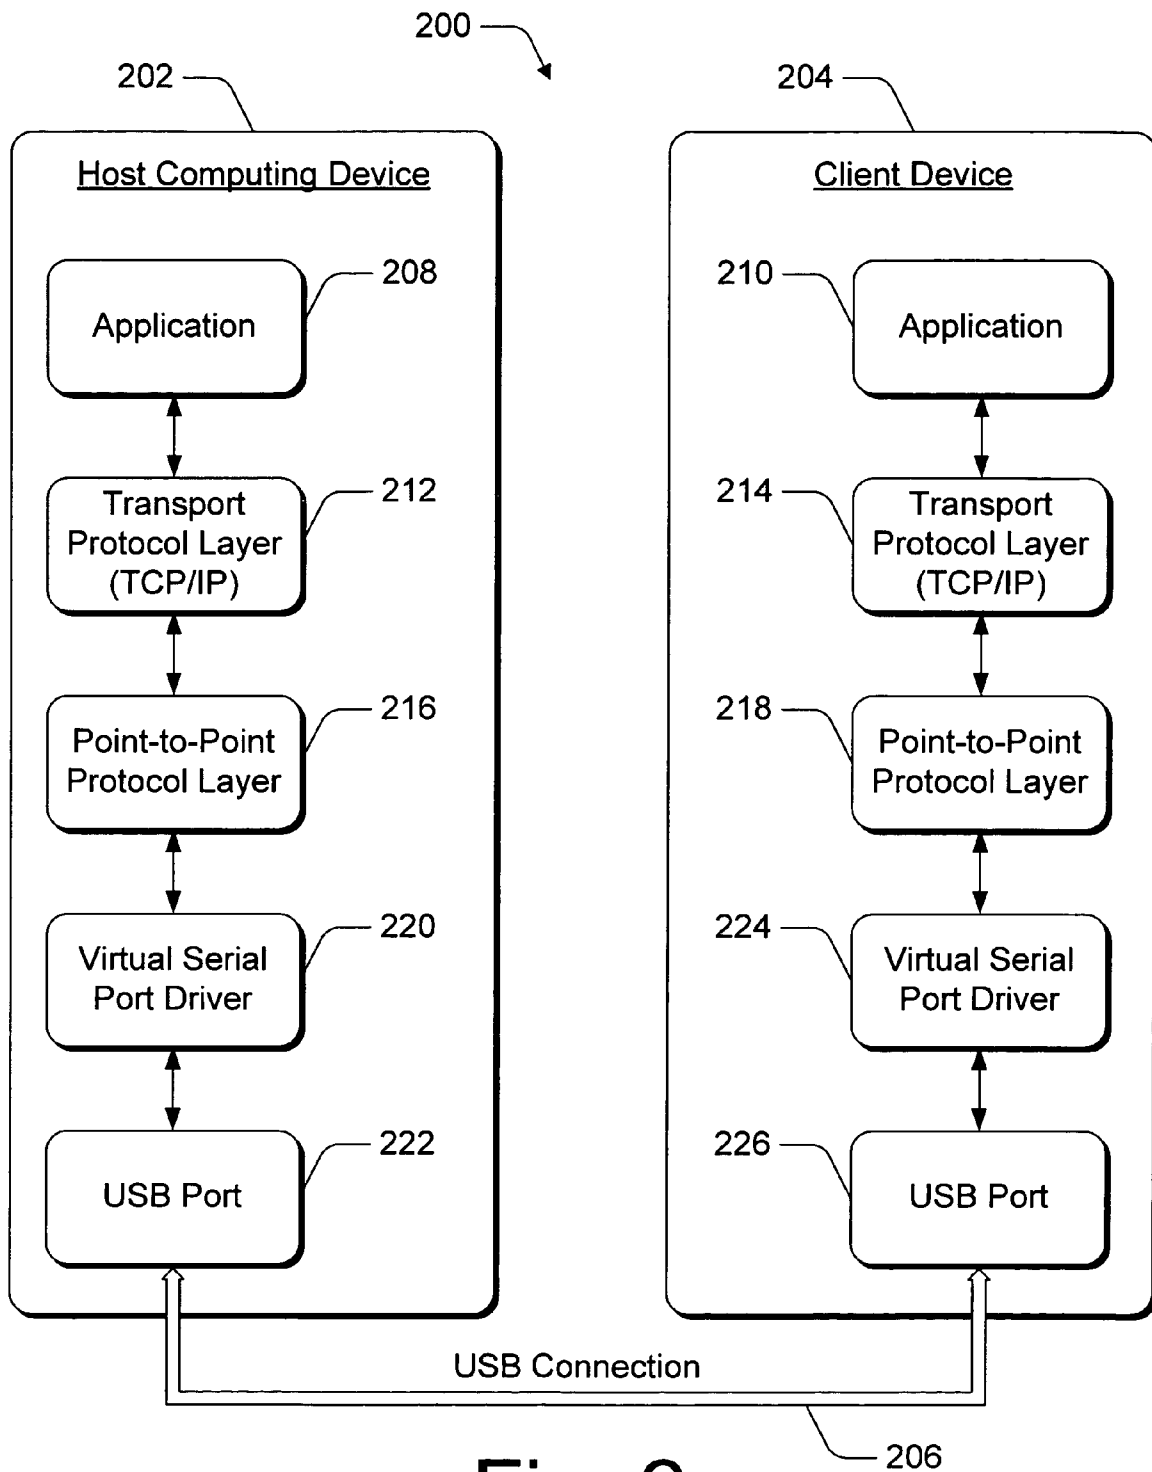 200
202
204
Host Computing Device
Client Device
208
210
Application
Application
212
214
Transport
Protocol Layer
(TCP/IP)
Transport
Protocol Layer
(TCP/IP)
216
218
Point-to-Point
Protocol Layer
Point-to-Point
Protocol Layer
220
224
Virtual Serial
Port Driver
Virtual Serial
Port Driver
222
226
USB Port
USB Port
USB Connection
206